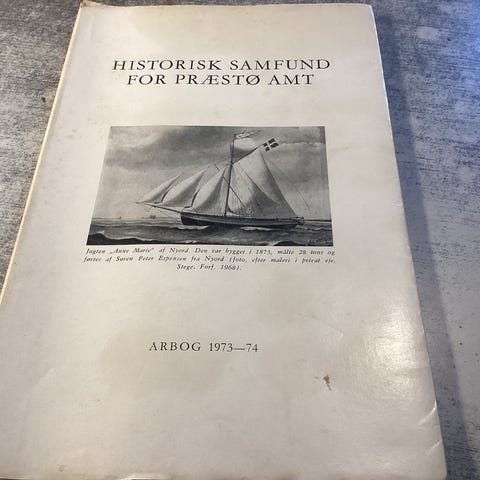 HISTORISK SAMFUND
FOR PRÆSTØ AMT
Jagten „Anne Marie" af Nyord. Den var bygget i 1873, målte 28 tons og
førtes af Søren Peter Espensen fra Nyord (foto, efter maleri i privat eje,
Stege. Forf. 1968).
ARBOG 1973—74